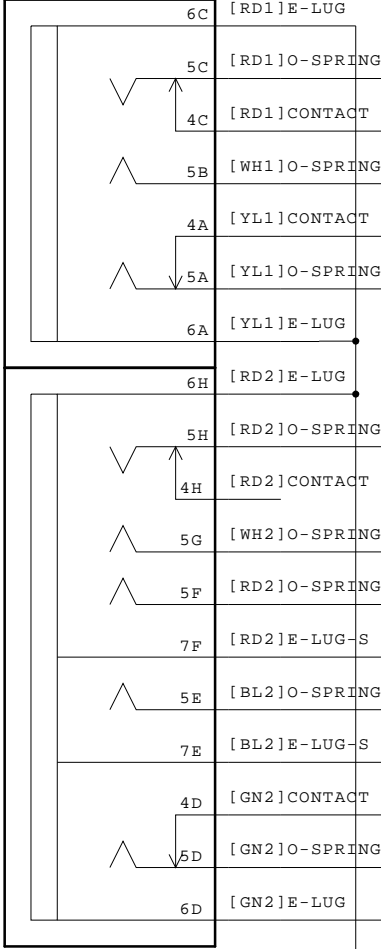 6C [RD1]E-LUG
5C [RD1]O-SPRING
4C [RD1]CONTACT
5B [WH1]O-SPRING
4A [YL1]CONTACT
5A [YL1]O-SPRING
6A [YL1]E-LUG
6H [RD2]E-LUG
5H [RD2]O-SPRING
4H [RD2]CONTACT
5G [WH2]O-SPRING
5F [RD2]O-SPRING
7F [RD2]E-LUG-S
5E [BL2]O-SPRING
7E [BL2]E-LUG-S
4D [GN2]CONTACT
5D [GN2]O-SPRING
6D [GN2]E-LUG